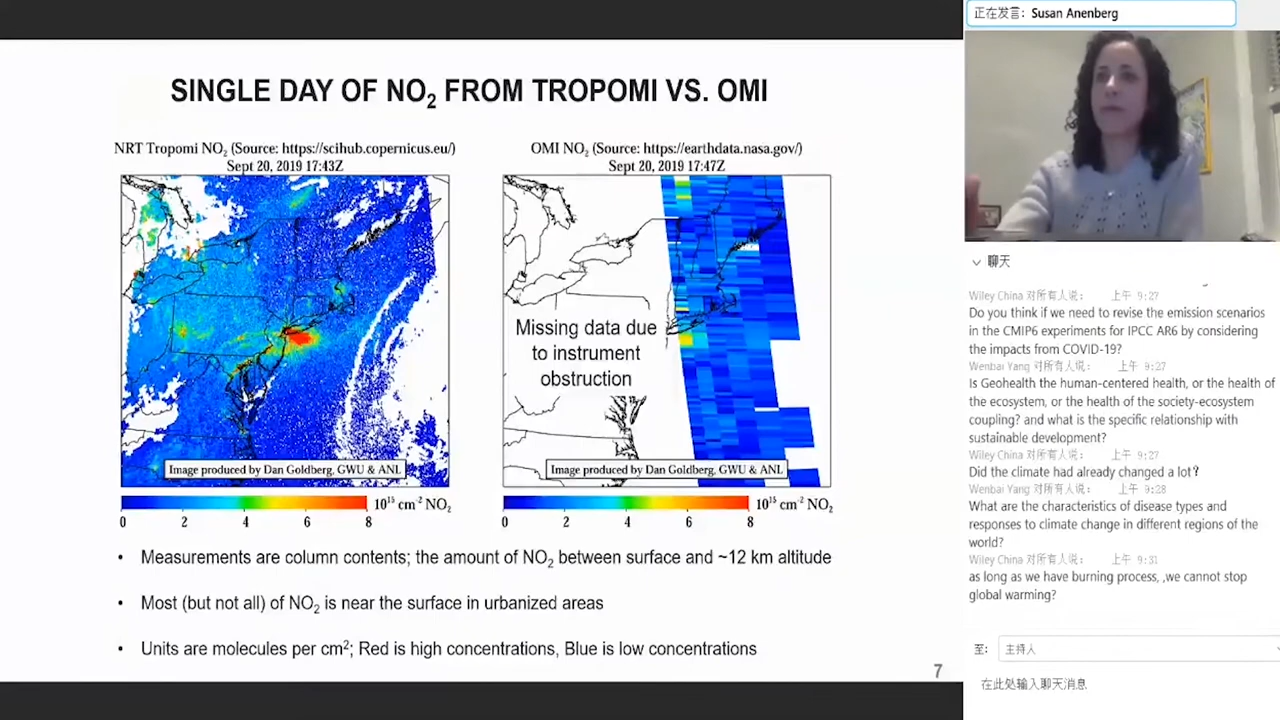 SINGLE DAY OF NO2 FROM TROPOMI VS. OMI
NRT Tropomi NO2 (Source: https://scihub.copernicus.eu/)
Sept 20, 2019 17:43Z
Image produced by Dan Goldberg, GWU & ANL
10^15 cm^-2 NO2
0 2 4 6 8
OMI NO2 (Source: https://earthdata.nasa.gov/)
Sept 20, 2019 17:47Z
Missing data due
to instrument
obstruction
Image produced by Dan Goldberg, GWU & ANL
10^15 cm^-2 NO2
0 2 4 6 8
• Measurements are column contents; the amount of NO2 between surface and ~12 km altitude
• Most (but not all) of NO2 is near the surface in urbanized areas
• Units are molecules per cm²; Red is high concentrations, Blue is low concentrations
7
正在发言: Susan Anenberg
聊天
Wiley China 对所有人说: 上午 9:27
Do you think if we need to revise the emission scenarios
in the CMIP6 experiments for IPCC AR6 by considering
the impacts from COVID-19?
Wenbai Yang 对所有人说: 上午 9:27
Is Geohealth the human-centered health, or the health of
the ecosystem, or the health of the society-ecosystem
coupling? and what is the specific relationship with
sustainable development?
Wiley China 对所有人说: 上午 9:27
Did the climate had already changed a lot?
Wenbai Yang 对所有人说: 上午 9:28
What are the characteristics of disease types and
responses to climate change in different regions of the
world?
Wiley China 对所有人说: 上午 9:31
as long as we have burning process, ,we cannot stop
global warming?
至: 主持人
在此处输入聊天消息